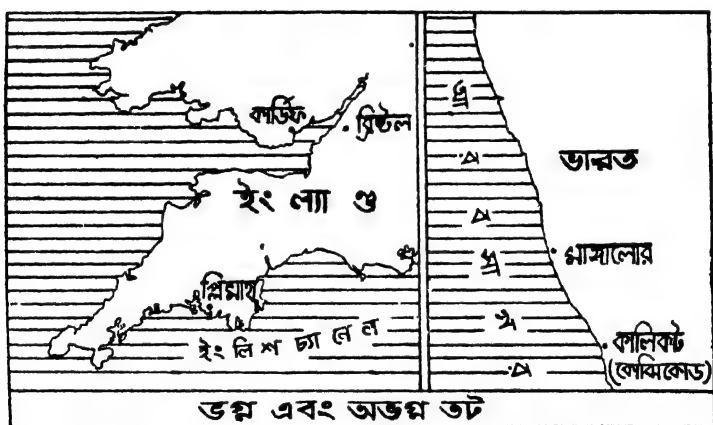 কার্ডিফ
ব্রিষ্টল
ইংল্যাণ্ড
প্লিমাথ
ইংলিশ চ্যানেল
ভারত
মাঙ্গালোর
কালিকট
(কোঝিকোড)
ভগ্ন এবং অভগ্ন তট